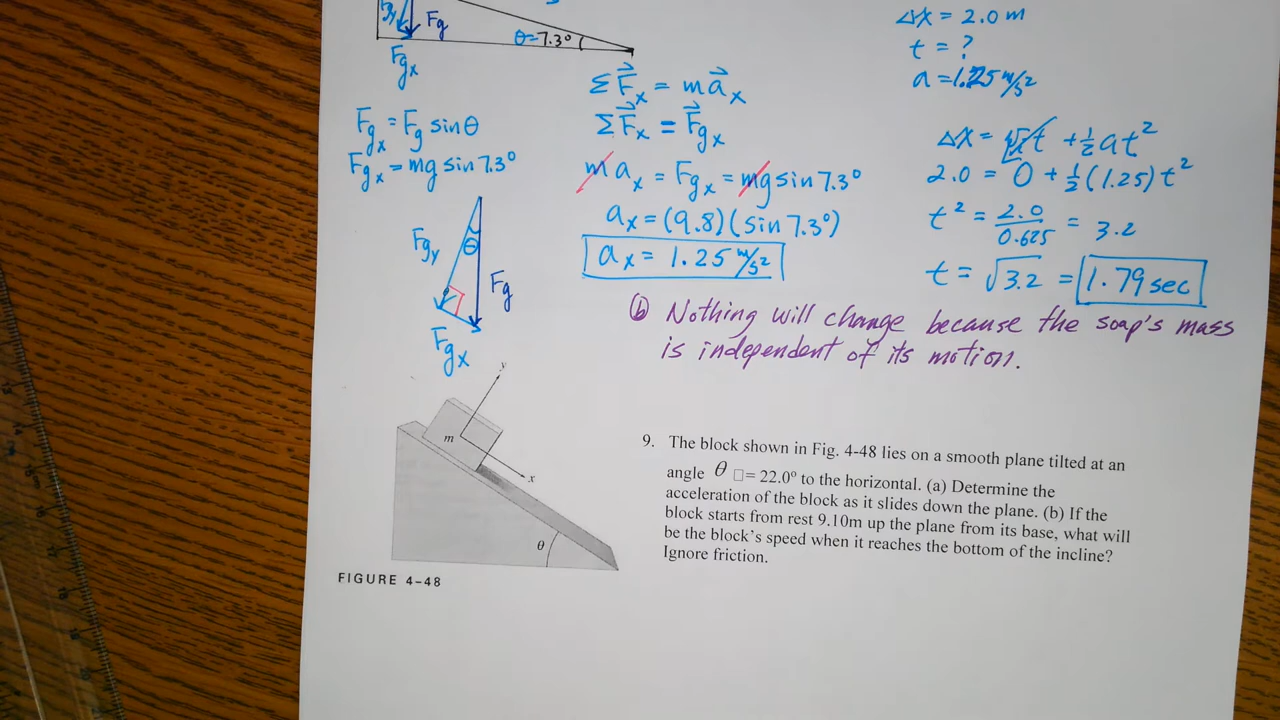 Fg
θ=7.3°
Fgx
Δx = 2.0 m
t = ?
a = 1.25 m/s²
Fgx = Fg sinθ
Fgx = mg sin 7.3°
ΣFx = max
ΣFx = Fgx
max = Fgx = mg sin 7.3°
ax = (9.8)(sin 7.3°)
ax = 1.25 m/s²
Δx = t + ½at²
2.0 = 0 + ½(1.25)t²
t² = 2.0/0.625 = 3.2
t = √3.2 = 1.79 sec
Fgy
θ
Fg
Fgx
ⓑ Nothing will change because the soap's mass
is independent of its motion.
y
m
x
θ
FIGURE 4-48
9. The block shown in Fig. 4-48 lies on a smooth plane tilted at an
angle θ □= 22.0° to the horizontal. (a) Determine the
acceleration of the block as it slides down the plane. (b) If the
block starts from rest 9.10m up the plane from its base, what will
be the block's speed when it reaches the bottom of the incline?
Ignore friction.